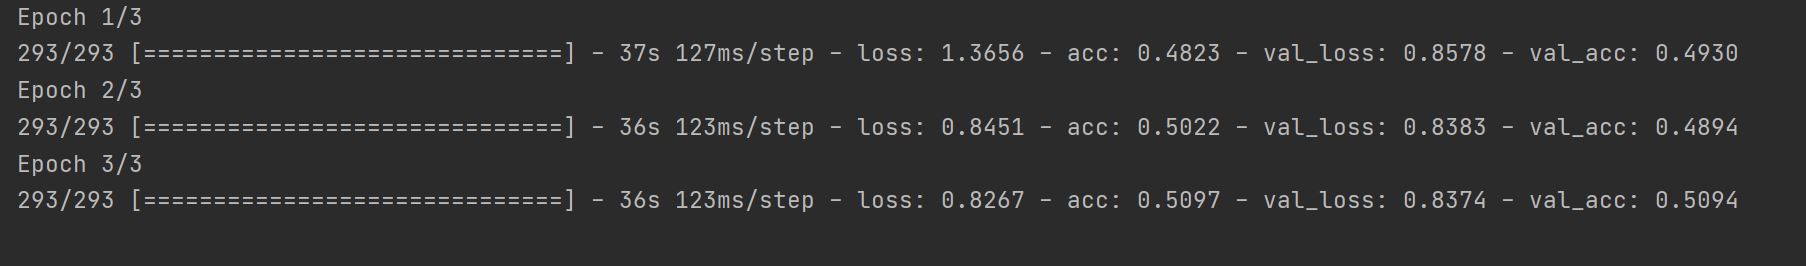 Epoch 1/3
293/293 [==============================] - 37s 127ms/step - loss: 1.3656 - acc: 0.4823 - val_loss: 0.8578 - val_acc: 0.4930
Epoch 2/3
293/293 [==============================] - 36s 123ms/step - loss: 0.8451 - acc: 0.5022 - val_loss: 0.8383 - val_acc: 0.4894
Epoch 3/3
293/293 [==============================] - 36s 123ms/step - loss: 0.8267 - acc: 0.5097 - val_loss: 0.8374 - val_acc: 0.5094